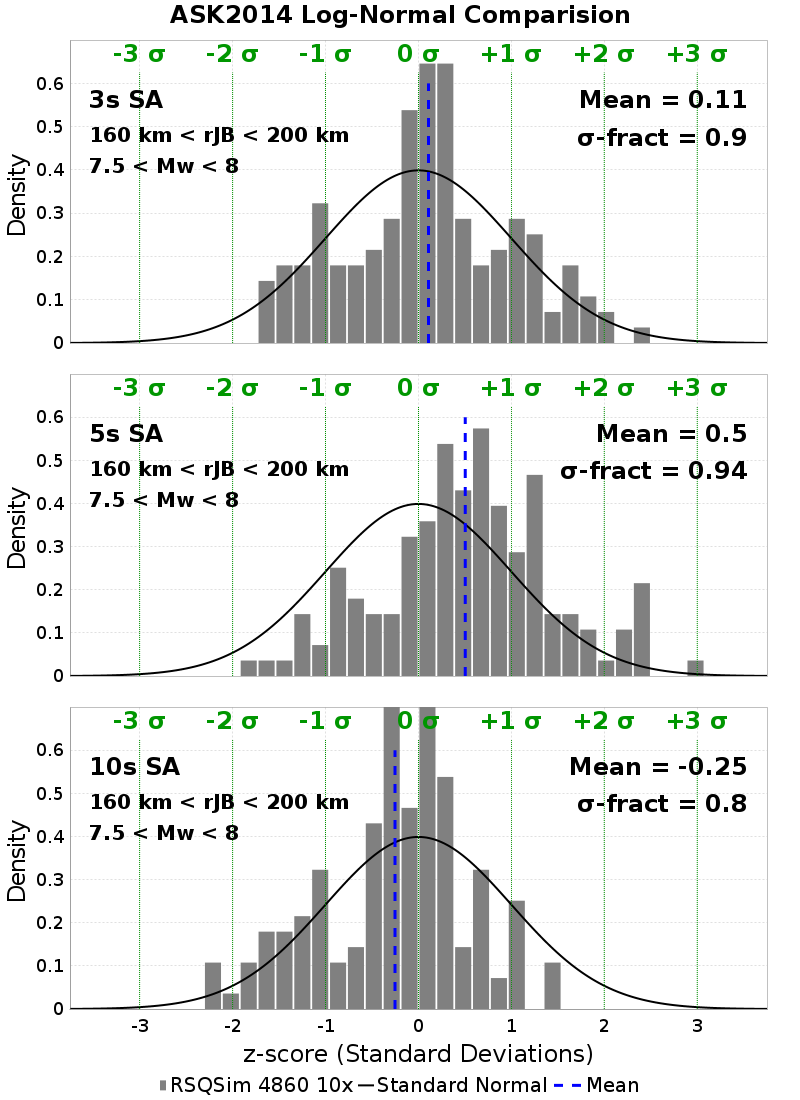 ASK2014 Log-Normal Comparision
-3 σ -2 σ -1 σ 0 σ +1 σ +2 σ +3 σ
0.6
3s SA Mean = 0.11
0.5
160 km < rJB < 200 km σ-fract = 0.9
7.5 < Mw < 8
0.4
0.3
0.2
0.1
0
Density
-3 σ -2 σ -1 σ 0 σ +1 σ +2 σ +3 σ
0.6
5s SA Mean = 0.5
0.5
160 km < rJB < 200 km σ-fract = 0.94
7.5 < Mw < 8
0.4
0.3
0.2
0.1
0
Density
-3 σ -2 σ -1 σ 0 σ +1 σ +2 σ +3 σ
0.6
10s SA Mean = -0.25
0.5
160 km < rJB < 200 km σ-fract = 0.8
7.5 < Mw < 8
0.4
0.3
0.2
0.1
0
Density
-3 -2 -1 0 1 2 3
z-score (Standard Deviations)
RSQSim 4860 10x Standard Normal Mean